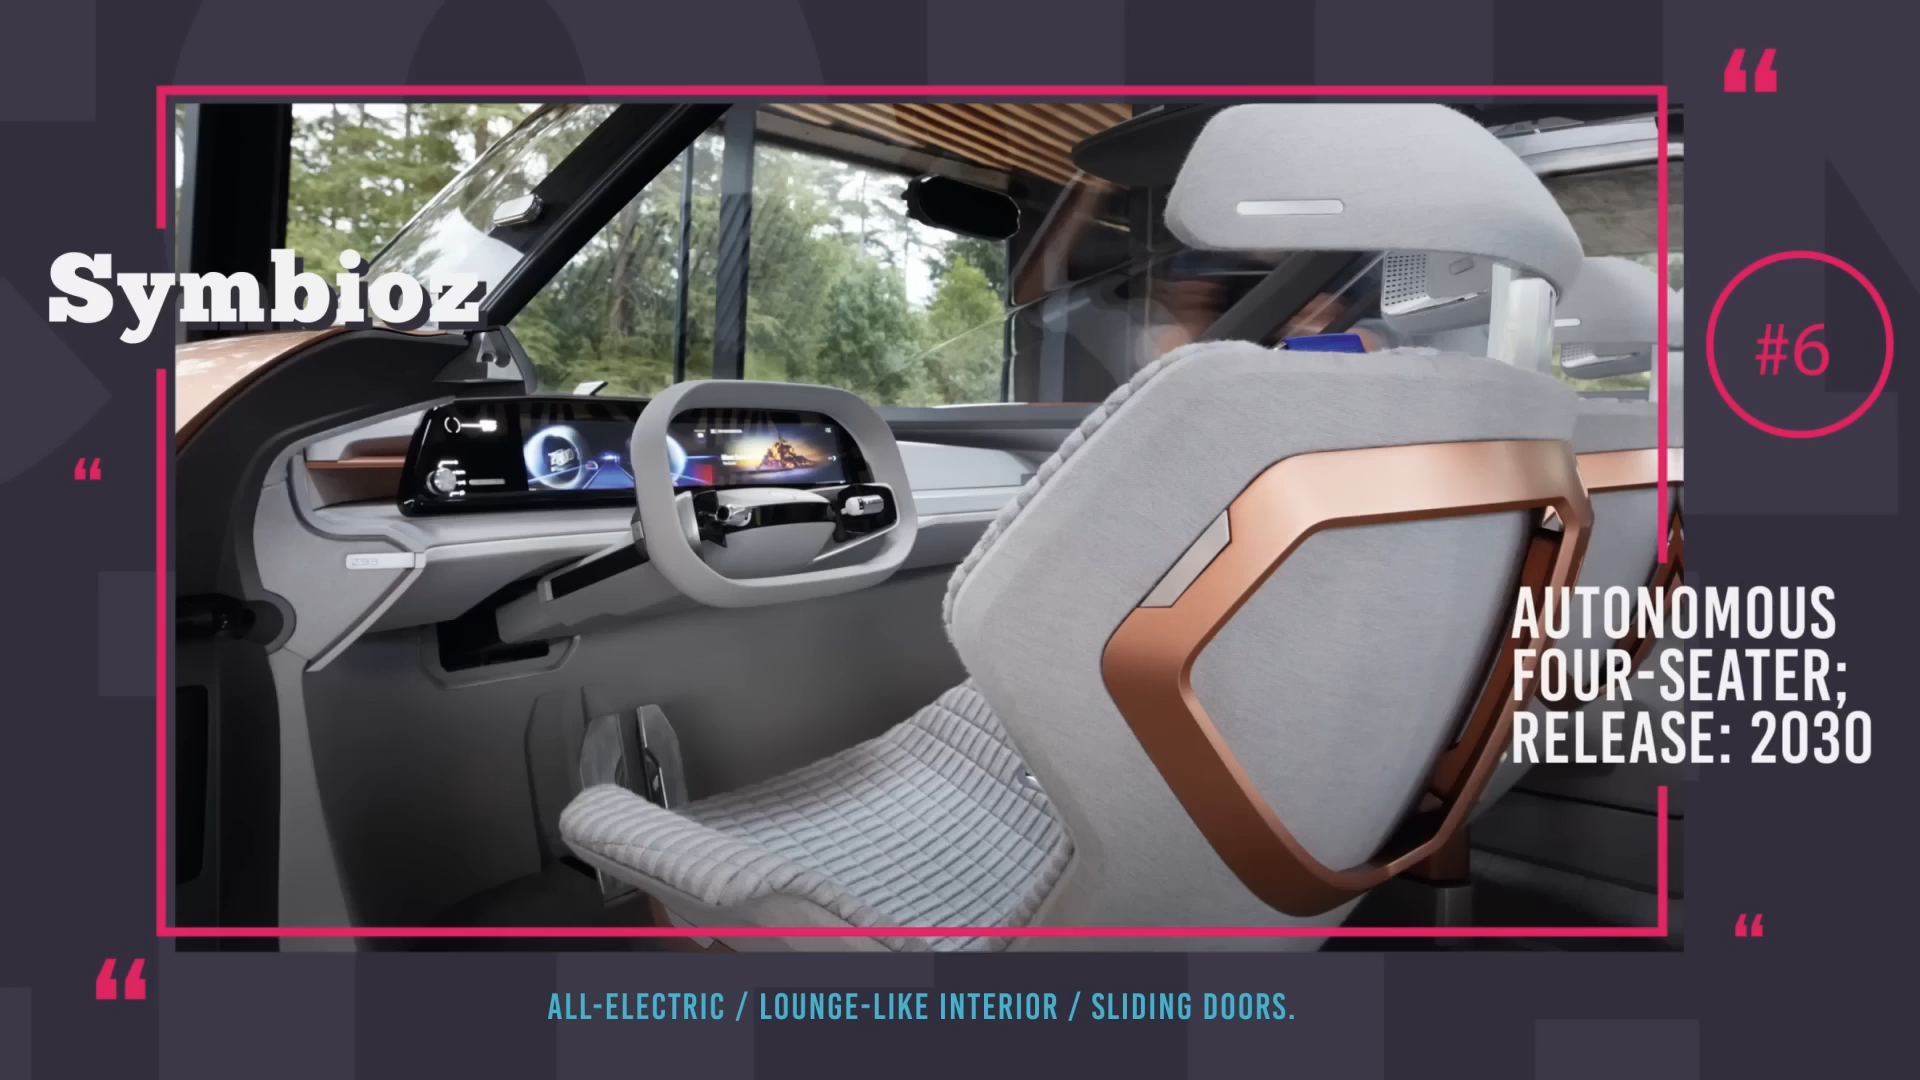 Symbioz
#6
AUTONOMOUS
FOUR-SEATER;
RELEASE: 2030
ALL-ELECTRIC / LOUNGE-LIKE INTERIOR / SLIDING DOORS.